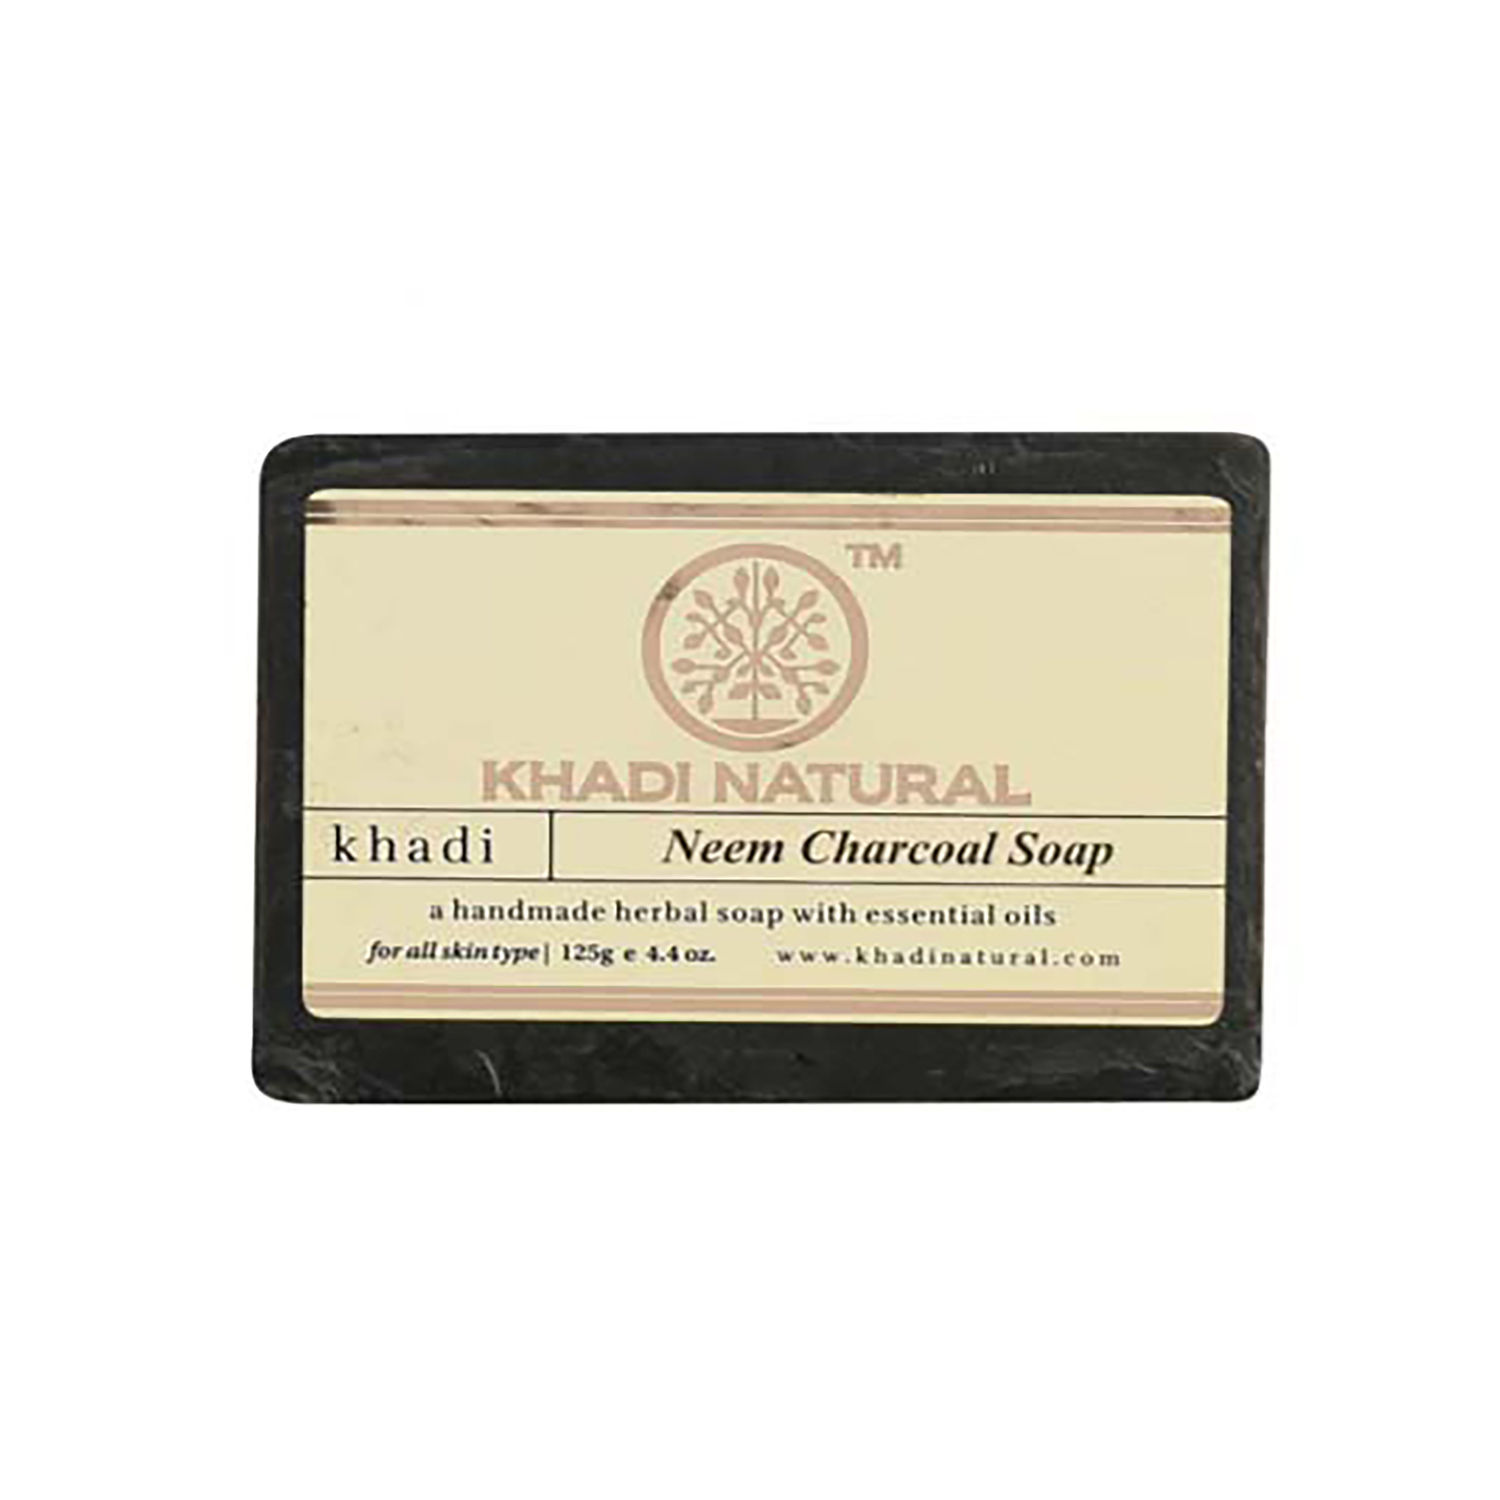 TM
KHADI NATURAL
khadi
Neem Charcoal Soap
a handmade herbal soap with essential oils
for all skin type | 125g e 4.4 oz. www.khadinatural.com